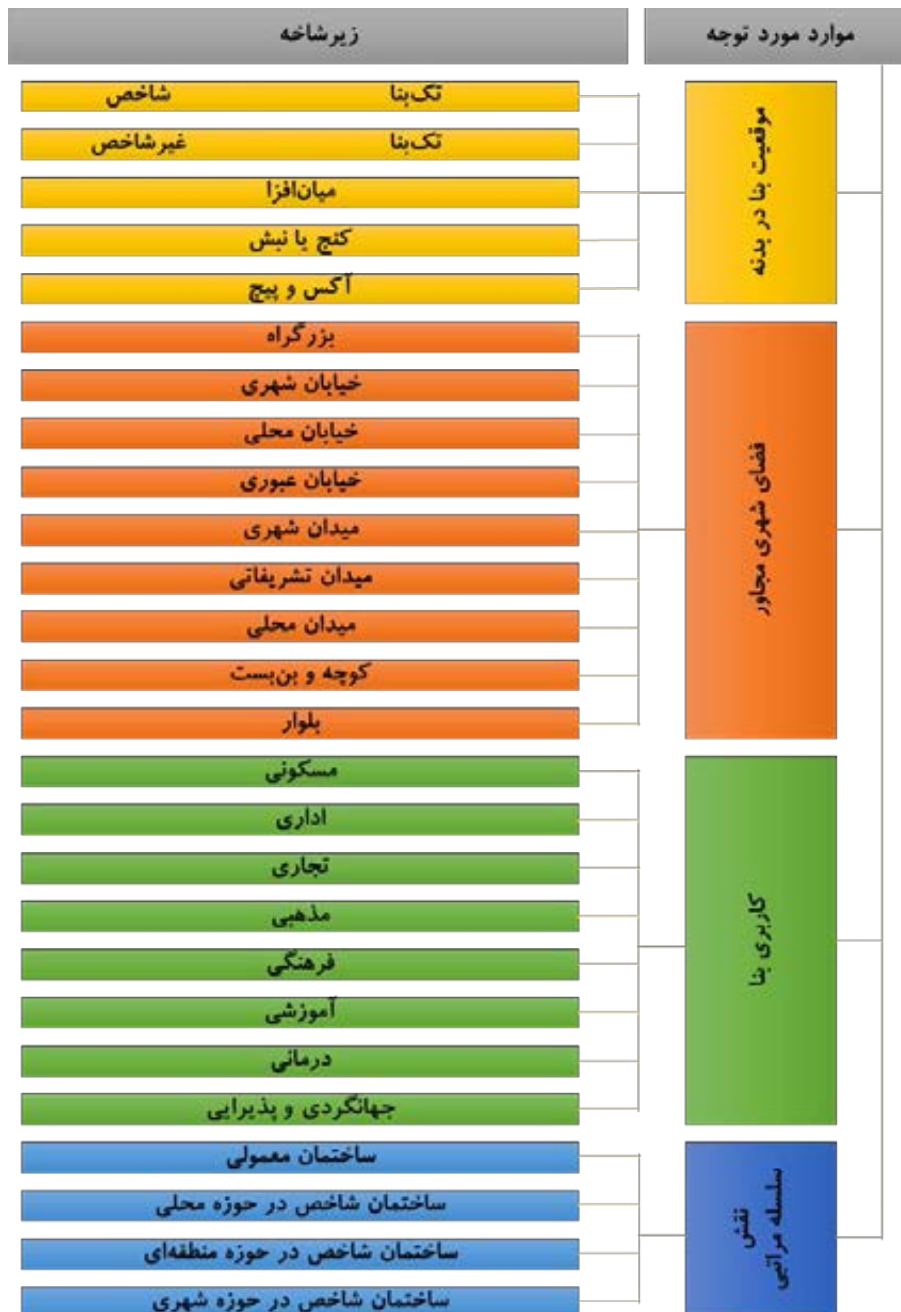 موارد مورد توجه
زیرشاخه
موقعیت بنا در بدنه
تک‌بنا شاخص
تک‌بنا غیرشاخص
میان‌افزا
کنج یا نبش
آکس و پیچ
فضای شهری مجاور
بزرگراه
خیابان شهری
خیابان محلی
خیابان عبوری
میدان شهری
میدان تشریفاتی
میدان محلی
کوچه و بن‌بست
بلوار
کاربری بنا
مسکونی
اداری
تجاری
مذهبی
فرهنگی
آموزشی
درمانی
جهانگردی و پذیرایی
نقش
سلسله مراتبی
ساختمان معمولی
ساختمان شاخص در حوزه محلی
ساختمان شاخص در حوزه منطقه‌ای
ساختمان شاخص در حوزه شهری